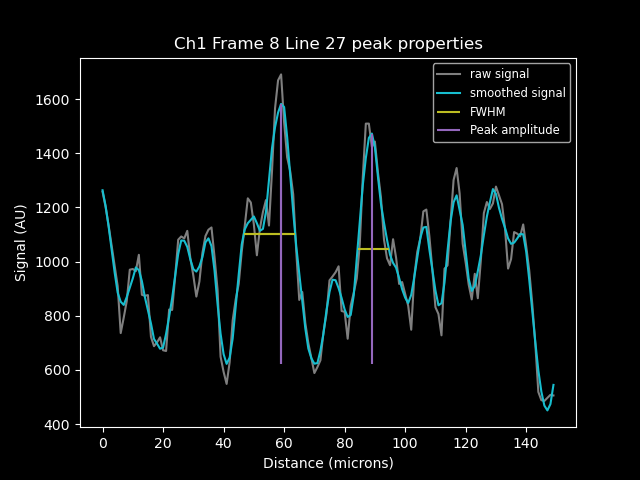 Ch1 Frame 8 Line 27 peak properties
raw signal
smoothed signal
FWHM
Peak amplitude
Signal (AU)
1600
1400
1200
1000
800
600
400
0 20 40 60 80 100 120 140
Distance (microns)